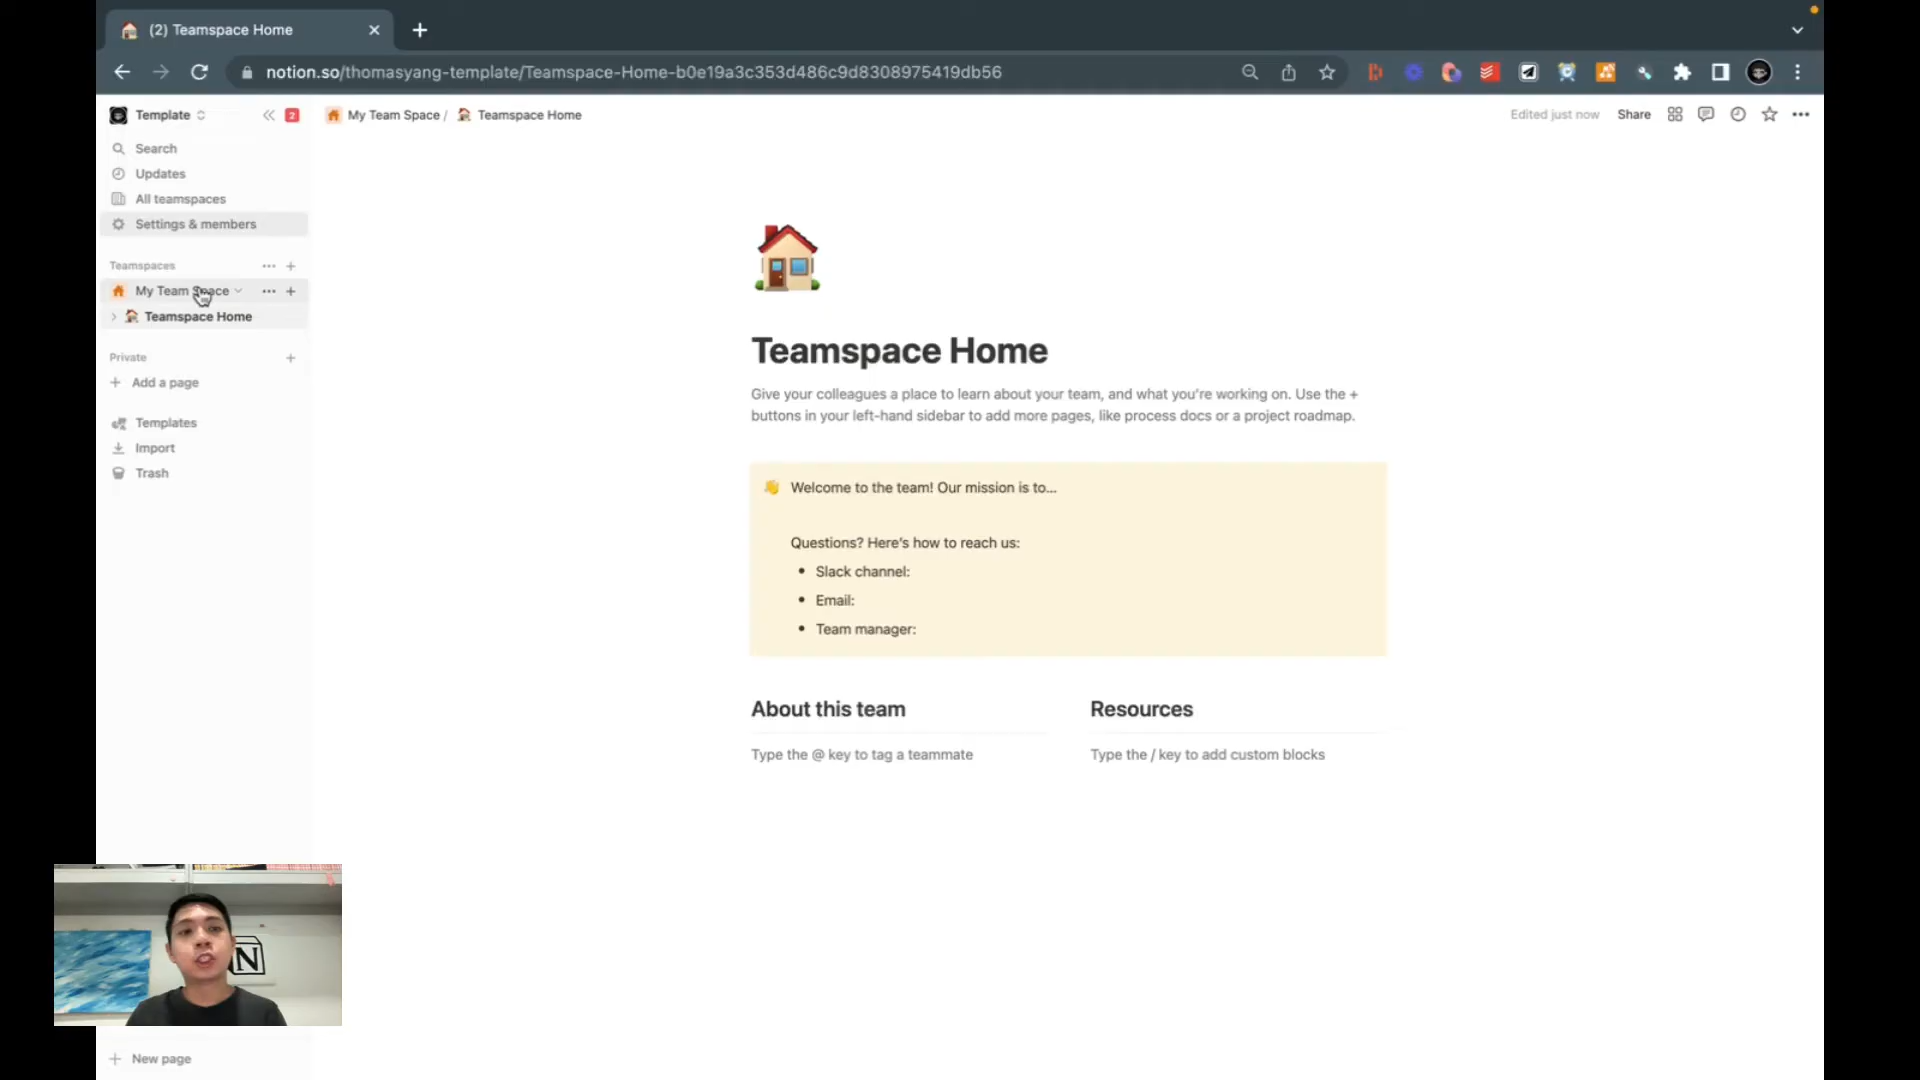 (2) Teamspace Home
notion.so/thomasyang-template/Teamspace-Home-b0e19a3c353d486c9d8308975419db56
Template
2
My Team Space / Teamspace Home
Edited just now
Share
Search
Updates
All teamspaces
Settings & members
Teamspaces
My Team Space
Teamspace Home
Private
Add a page
Templates
Import
Trash
Teamspace Home
Give your colleagues a place to learn about your team, and what you're working on. Use the +
buttons in your left-hand sidebar to add more pages, like process docs or a project roadmap.
Welcome to the team! Our mission is to...
Questions? Here's how to reach us:
• Slack channel:
• Email:
• Team manager:
About this team
Type the @ key to tag a teammate
Resources
Type the / key to add custom blocks
N
New page